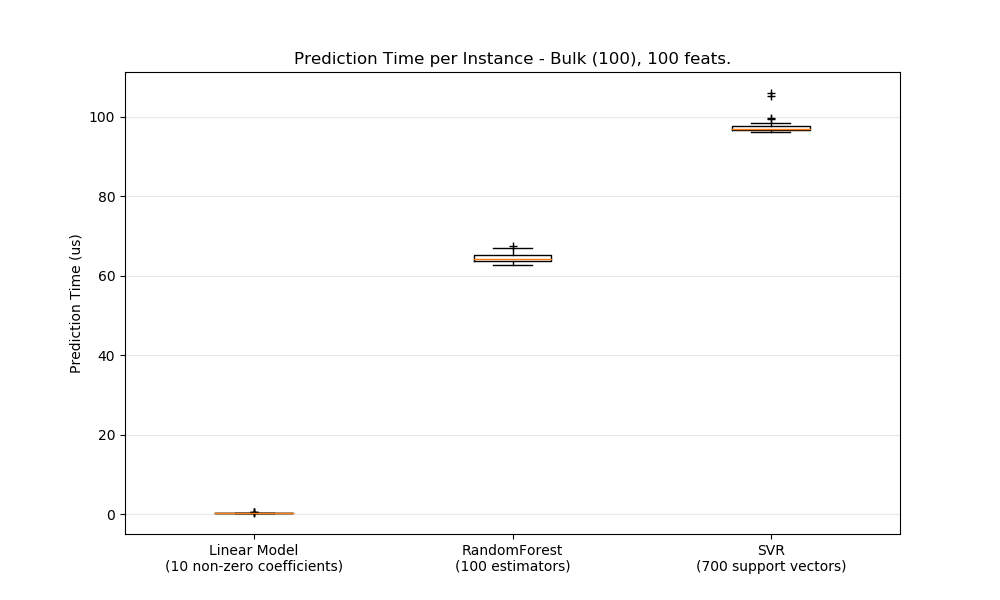 Prediction Time per Instance - Bulk (100), 100 feats.
Prediction Time (us)
100
80
60
40
20
0
Linear Model
(10 non-zero coefficients)
RandomForest
(100 estimators)
SVR
(700 support vectors)